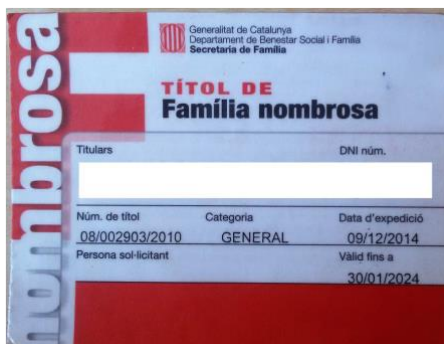 Generalitat de Catalunya
Departament de Benestar Social i Família
Secretaria de Família
TÍTOL DE
Família nombrosa
nombrosa
Titulars DNI núm.
Núm. de títol Categoria Data d'expedició
08/002903/2010 GENERAL 09/12/2014
Persona sol·licitant Vàlid fins a
30/01/2024